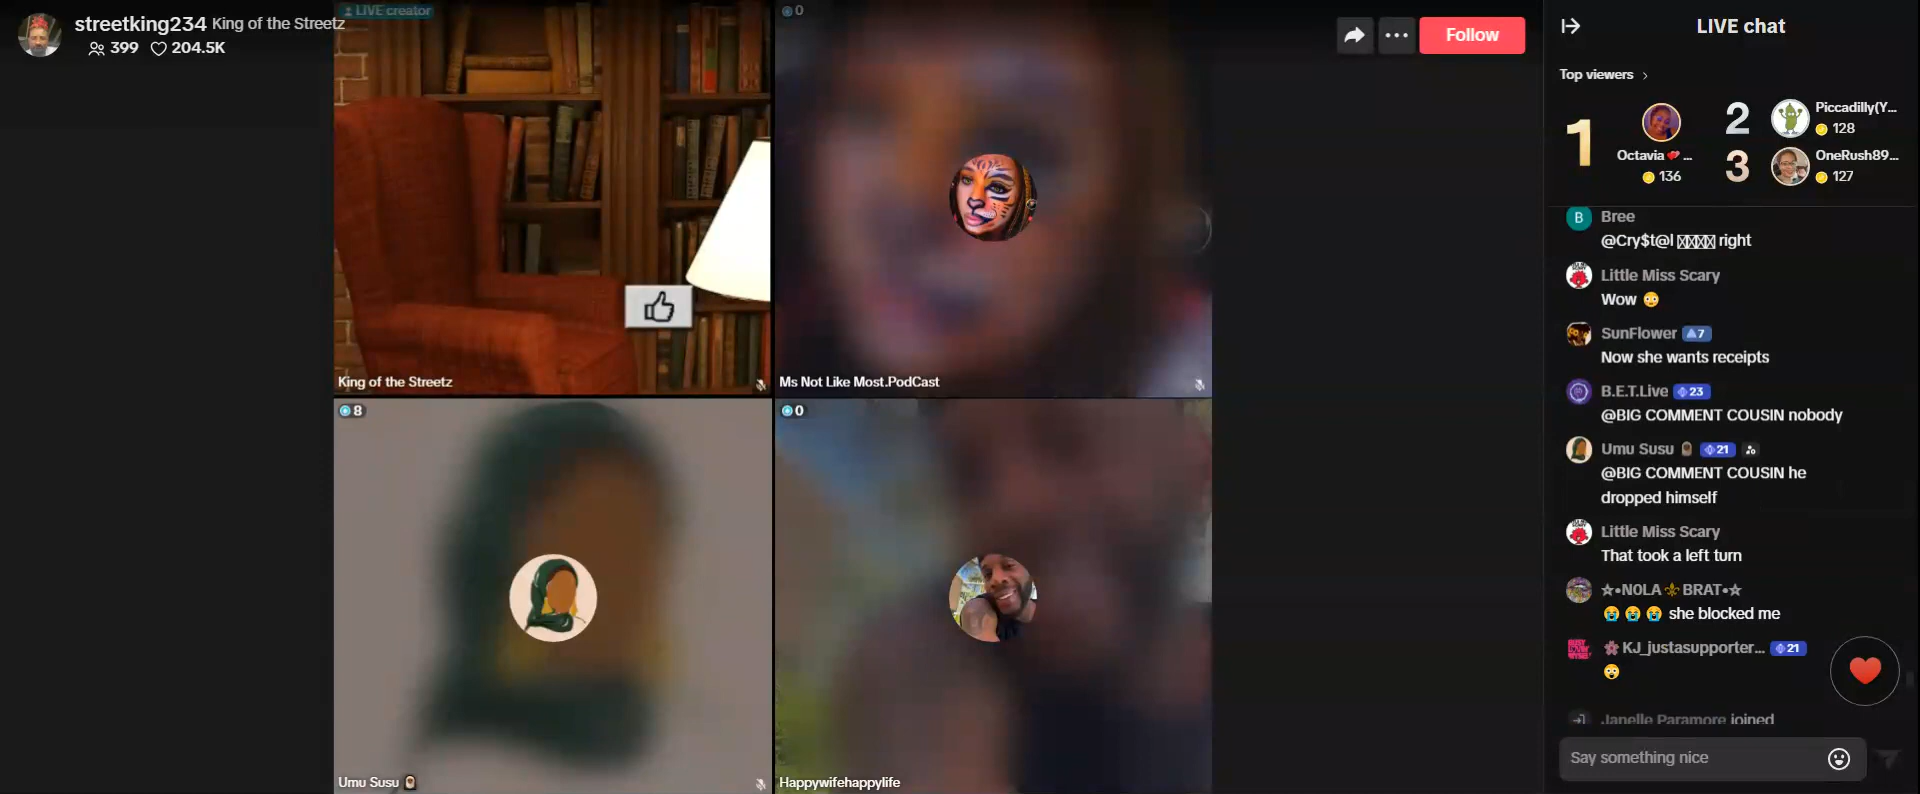 streetking234 King of the Streetz
399 204.5K
LIVE creator
0
Follow
King of the Streetz
Ms Not Like Most.PodCast
8
0
Umu Susu
Happywifehappylife
LIVE chat
Top viewers
1
Octavia ...
136
2
Piccadilly(Y...
128
3
OneRush89...
127
B
Bree
@Cry$t@l right
Little Miss Scary
Wow 😳
SunFlower 7
Now she wants receipts
B.E.T.Live 23
@BIG COMMENT COUSIN nobody
Umu Susu 21
@BIG COMMENT COUSIN he
dropped himself
Little Miss Scary
That took a left turn
☆•NOLA⚜BRAT•☆
😭😭😭 she blocked me
🌸KJ_justasupporter... 21
😲
Janelle Paramore joined
Say something nice